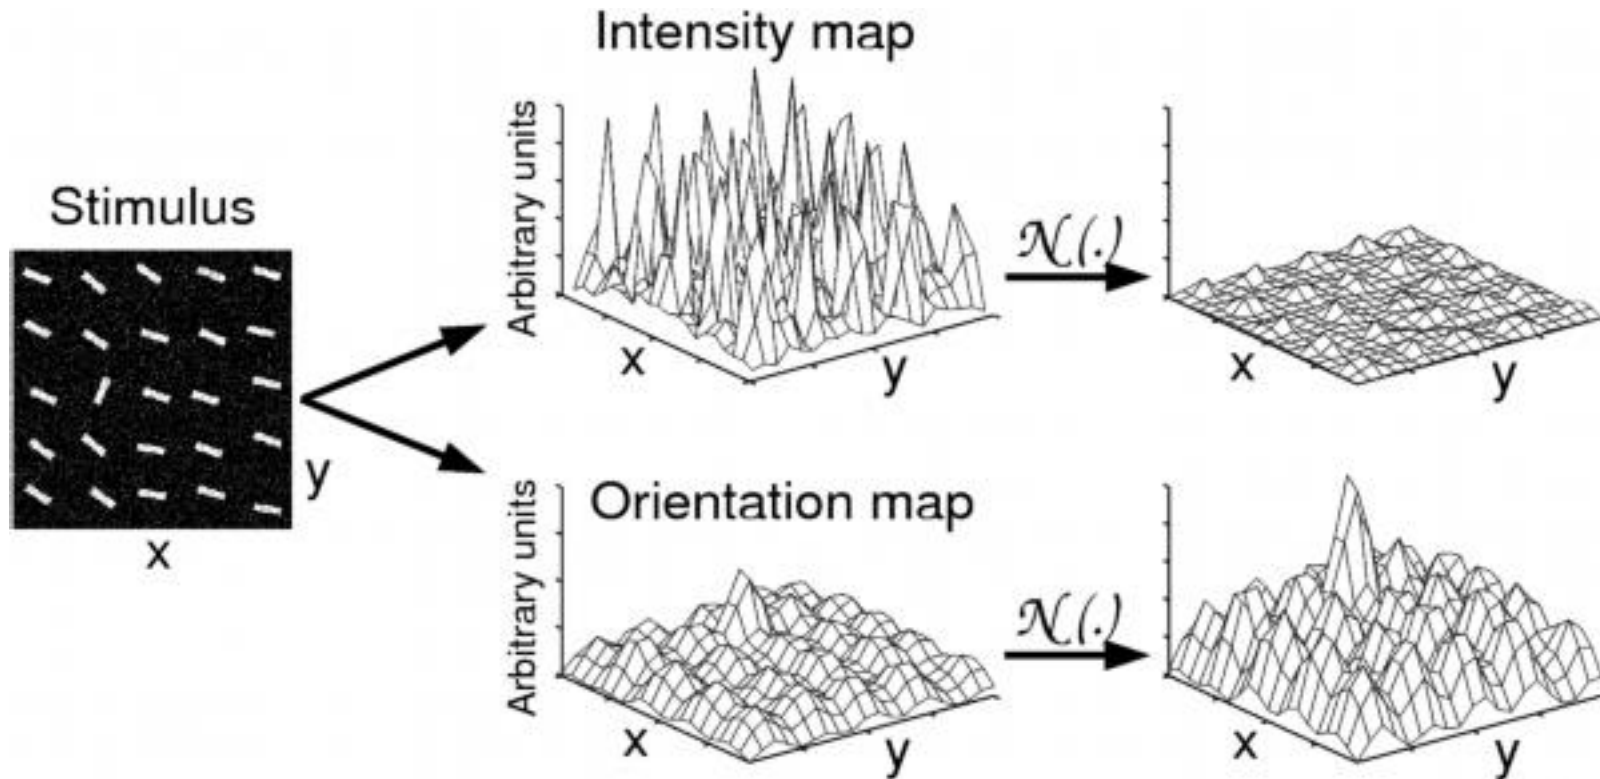 Stimulus
x
y
Intensity map
Arbitrary units
x
y
N(.)
x
y
Orientation map
Arbitrary units
x
y
N(.)
x
y